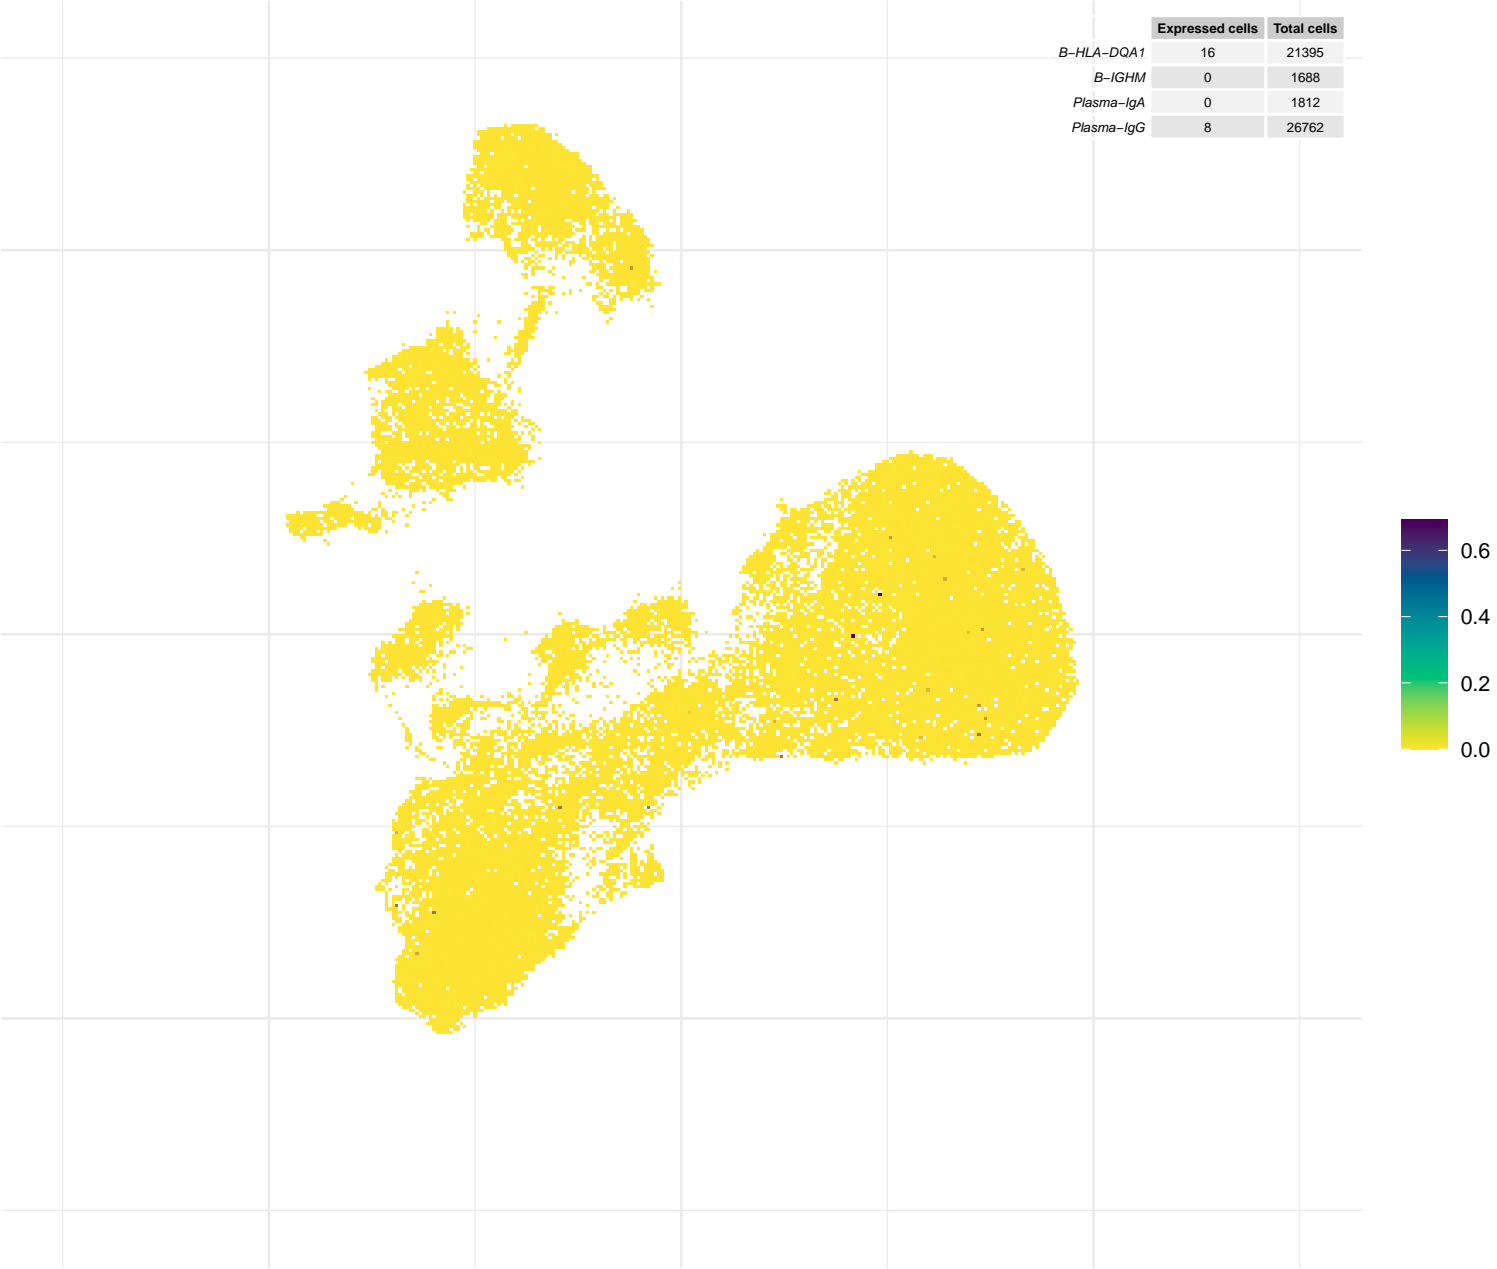 Expressed cells Total cells
B−HLA−DQA1 16 21395
B−IGHM 0 1688
Plasma−IgA 0 1812
Plasma−IgG 8 26762
0.6
0.4
0.2
0.0